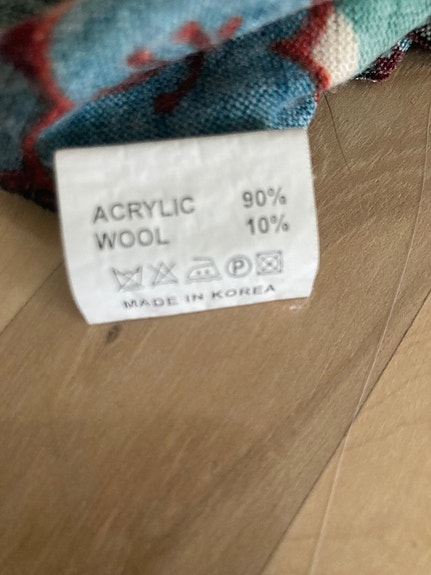 ACRYLIC 90%
WOOL 10%
P
MADE IN KOREA